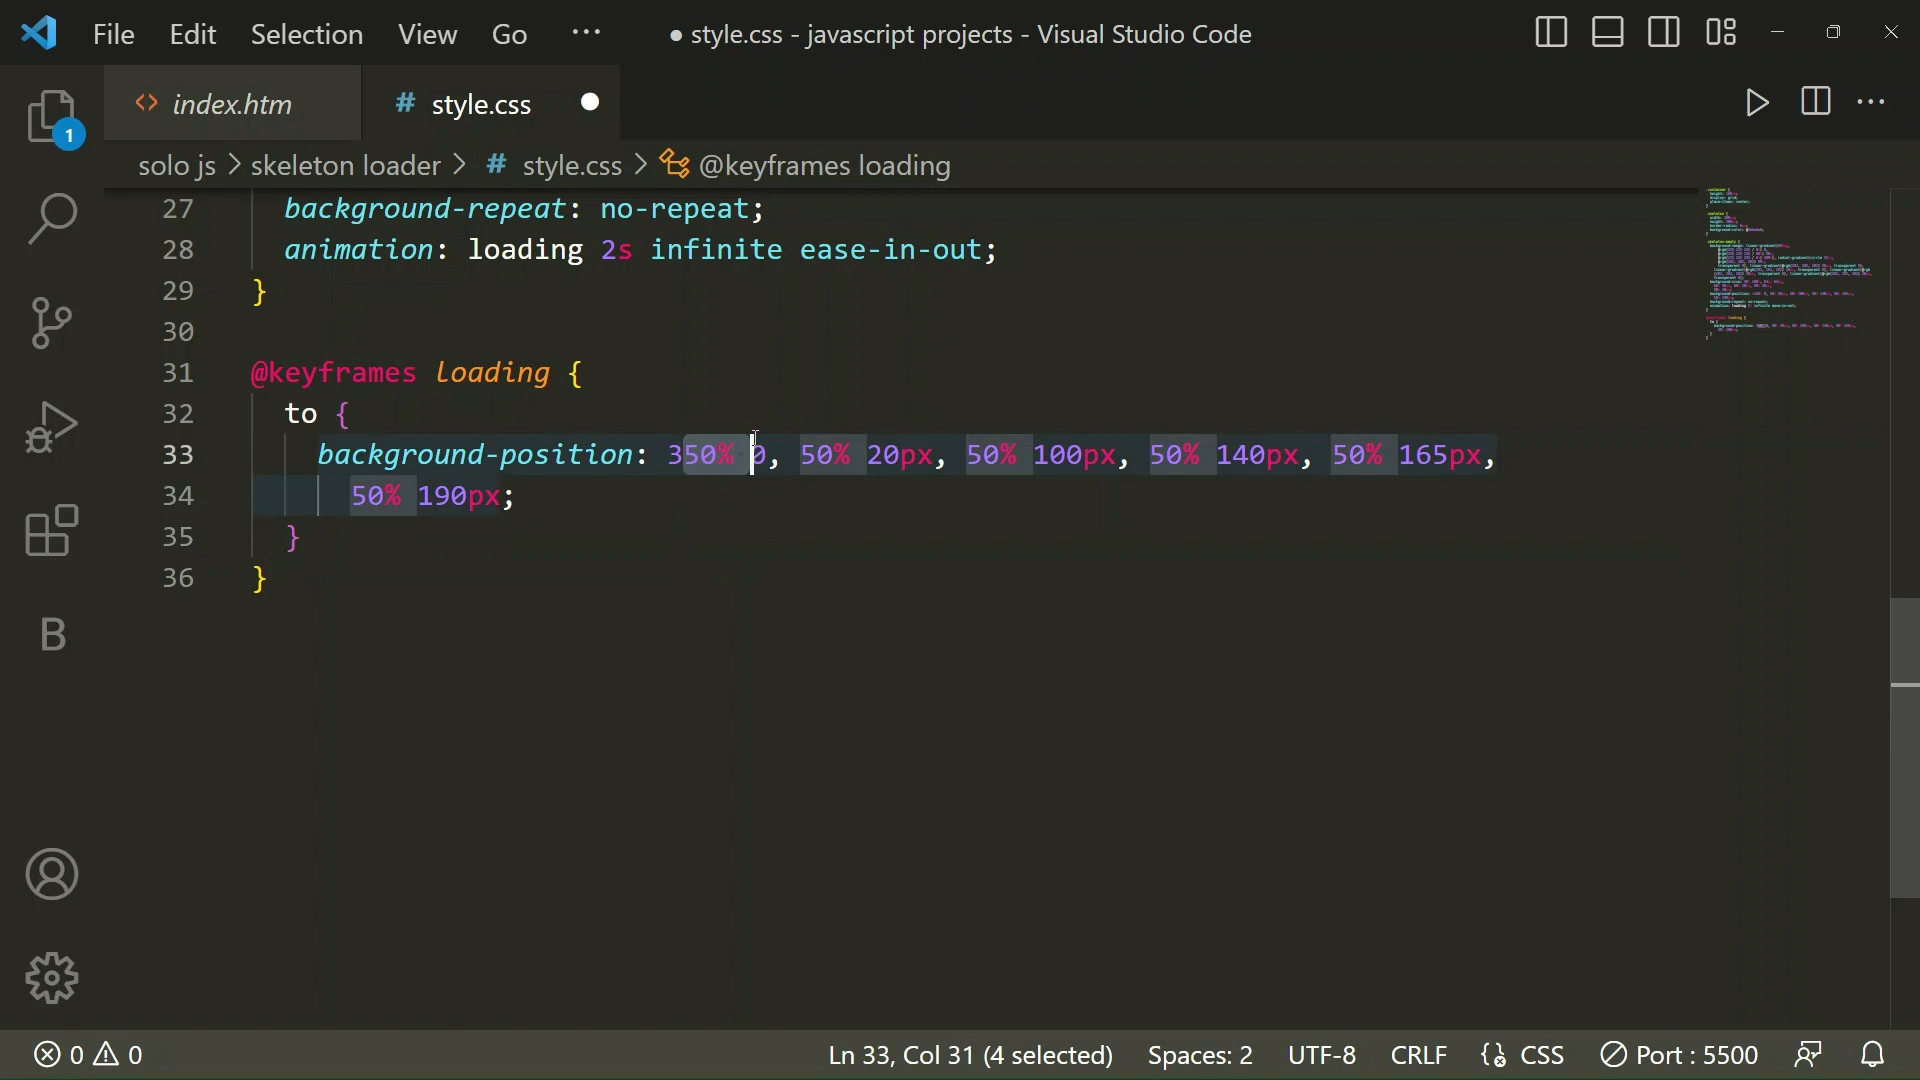 File Edit Selection View Go ··· ● style.css - javascript projects - Visual Studio Code
<> index.htm # style.css ●
solo js > skeleton loader > # style.css > @keyframes loading
27 background-repeat: no-repeat;
28 animation: loading 2s infinite ease-in-out;
29 }
30
31 @keyframes loading {
32 to {
33 background-position: 350% 0, 50% 20px, 50% 100px, 50% 140px, 50% 165px,
34 50% 190px;
35 }
36 }
1
B
0 0 Ln 33, Col 31 (4 selected) Spaces: 2 UTF-8 CRLF CSS Port : 5500